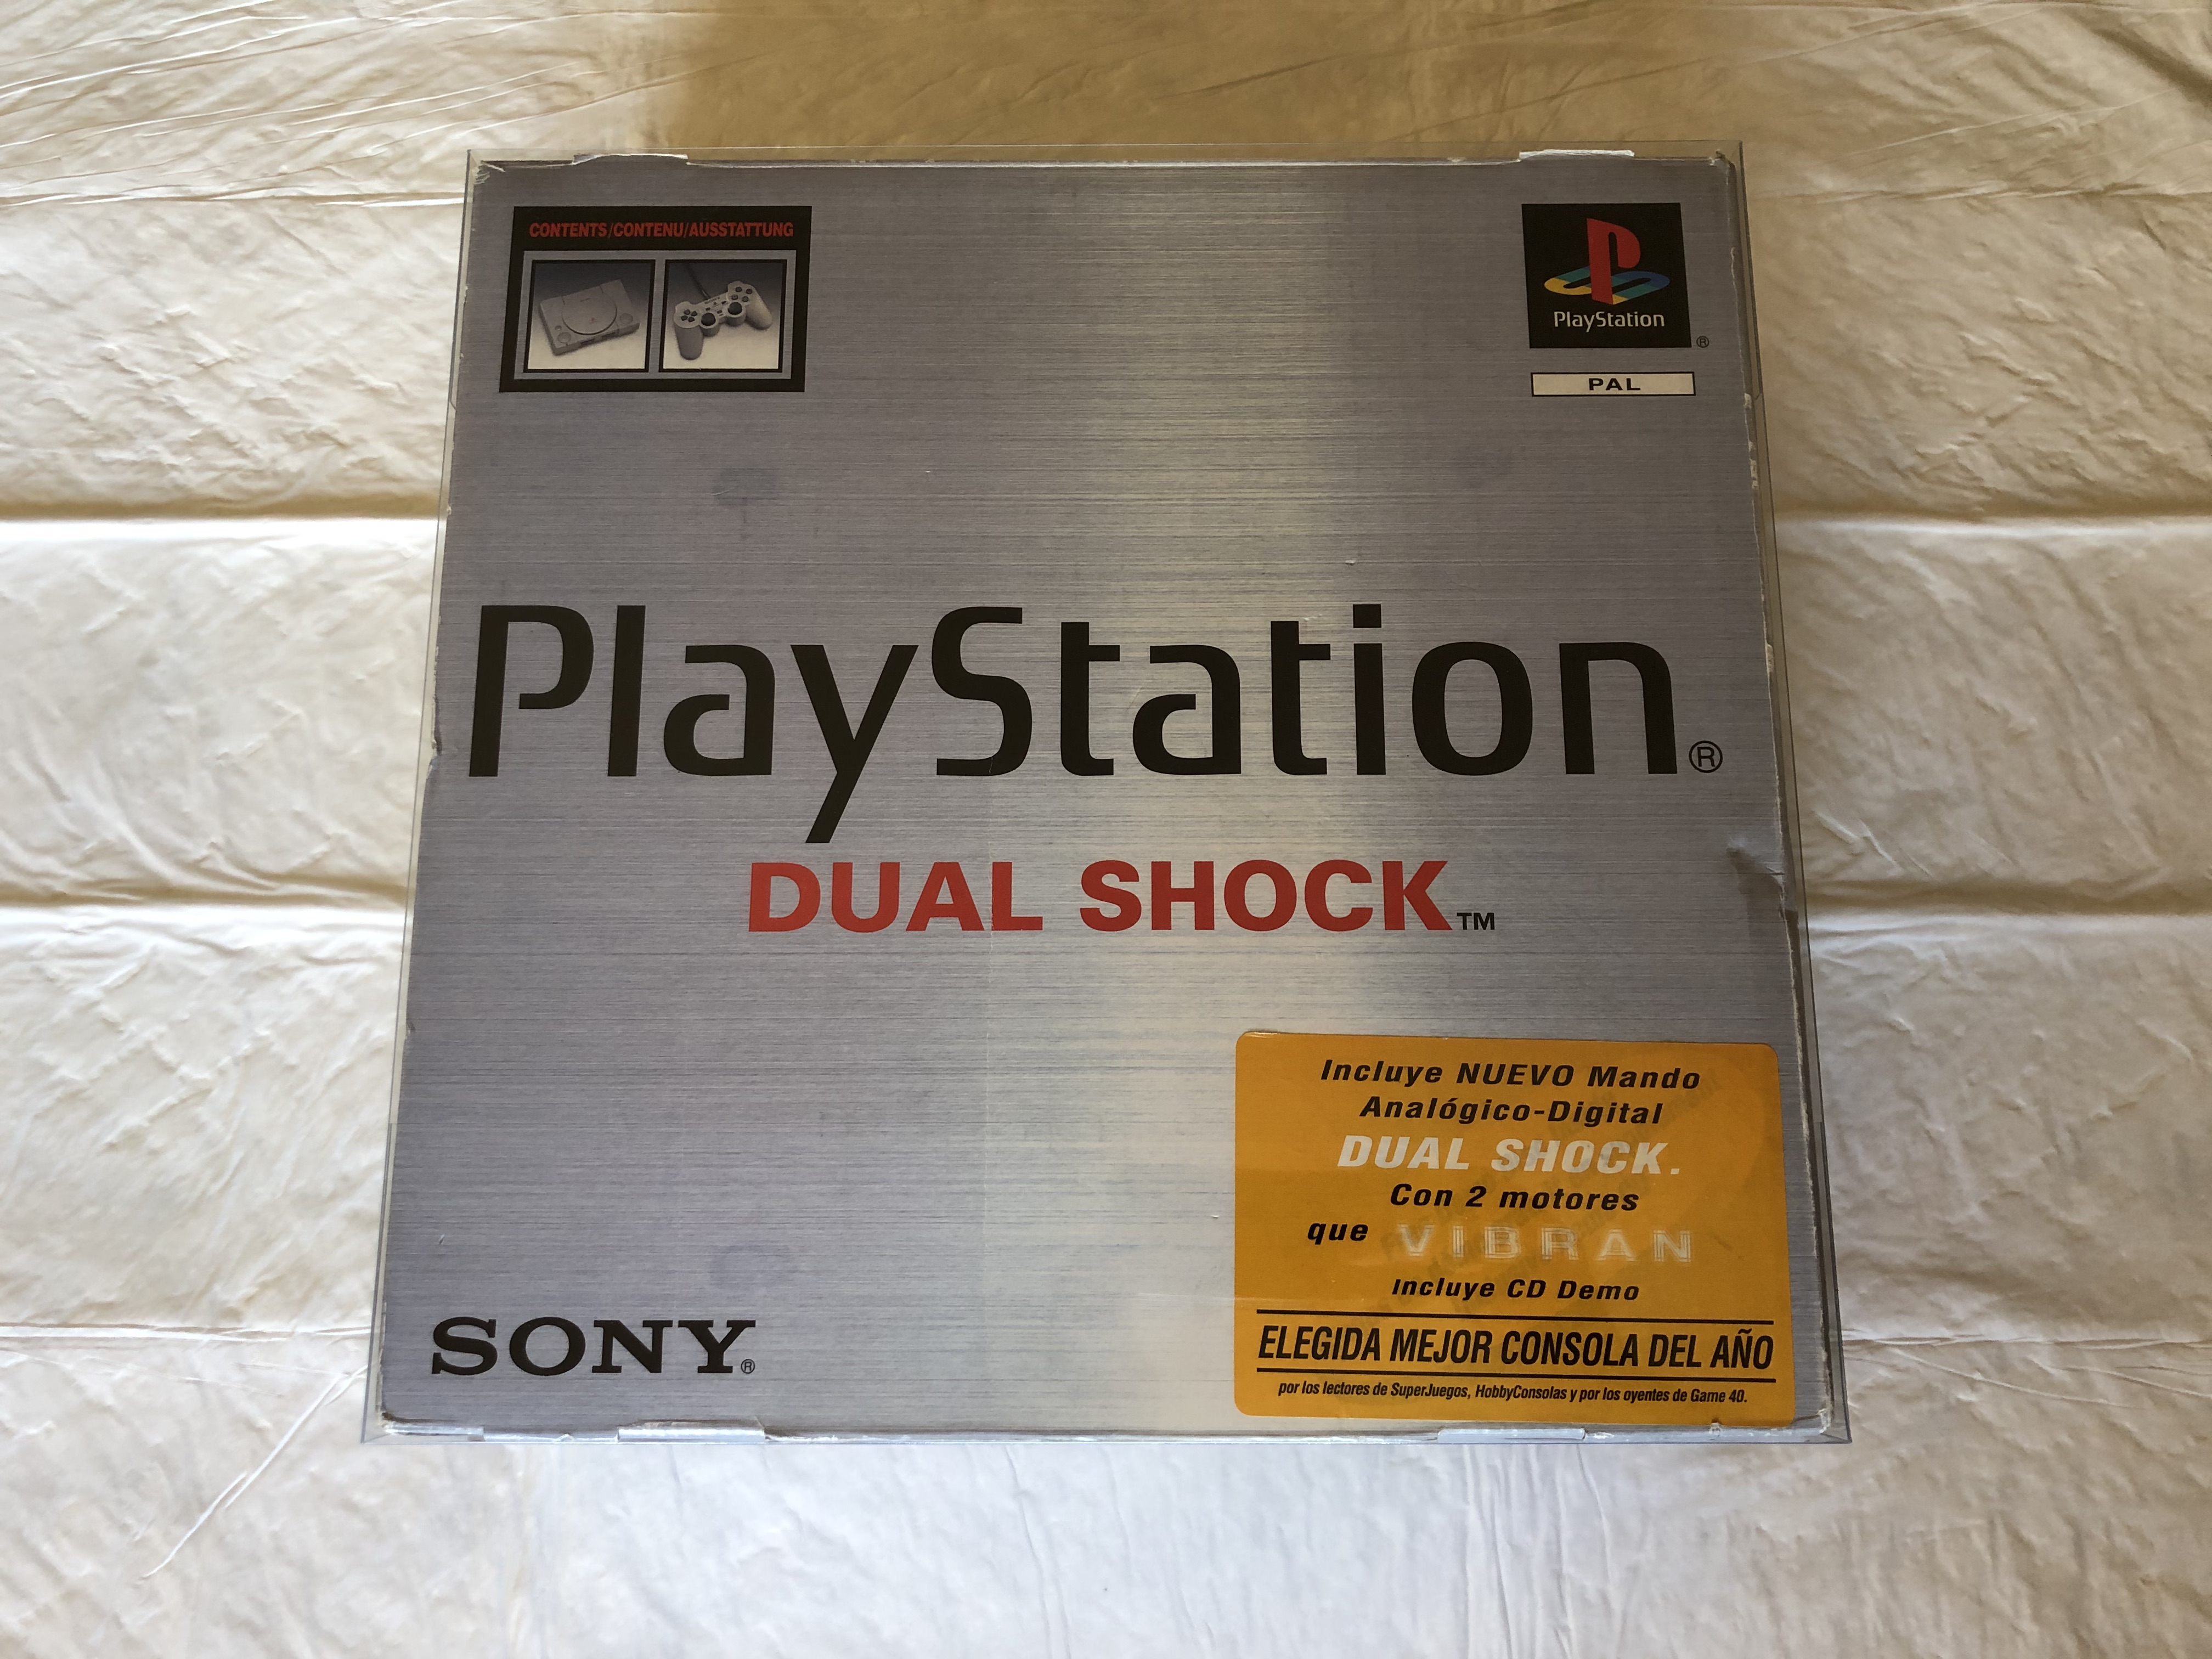 CONTENTS/CONTENU/AUSSTATTUNG
PlayStation
®
PAL
PlayStation®
DUAL SHOCK™
Incluye NUEVO Mando
Analógico-Digital
DUAL SHOCK.
Con 2 motores
que VIBRAN
Incluye CD Demo
ELEGIDA MEJOR CONSOLA DEL AÑO
por los lectores de SuperJuegos, HobbyConsolas y por los oyentes de Game 40.
SONY®